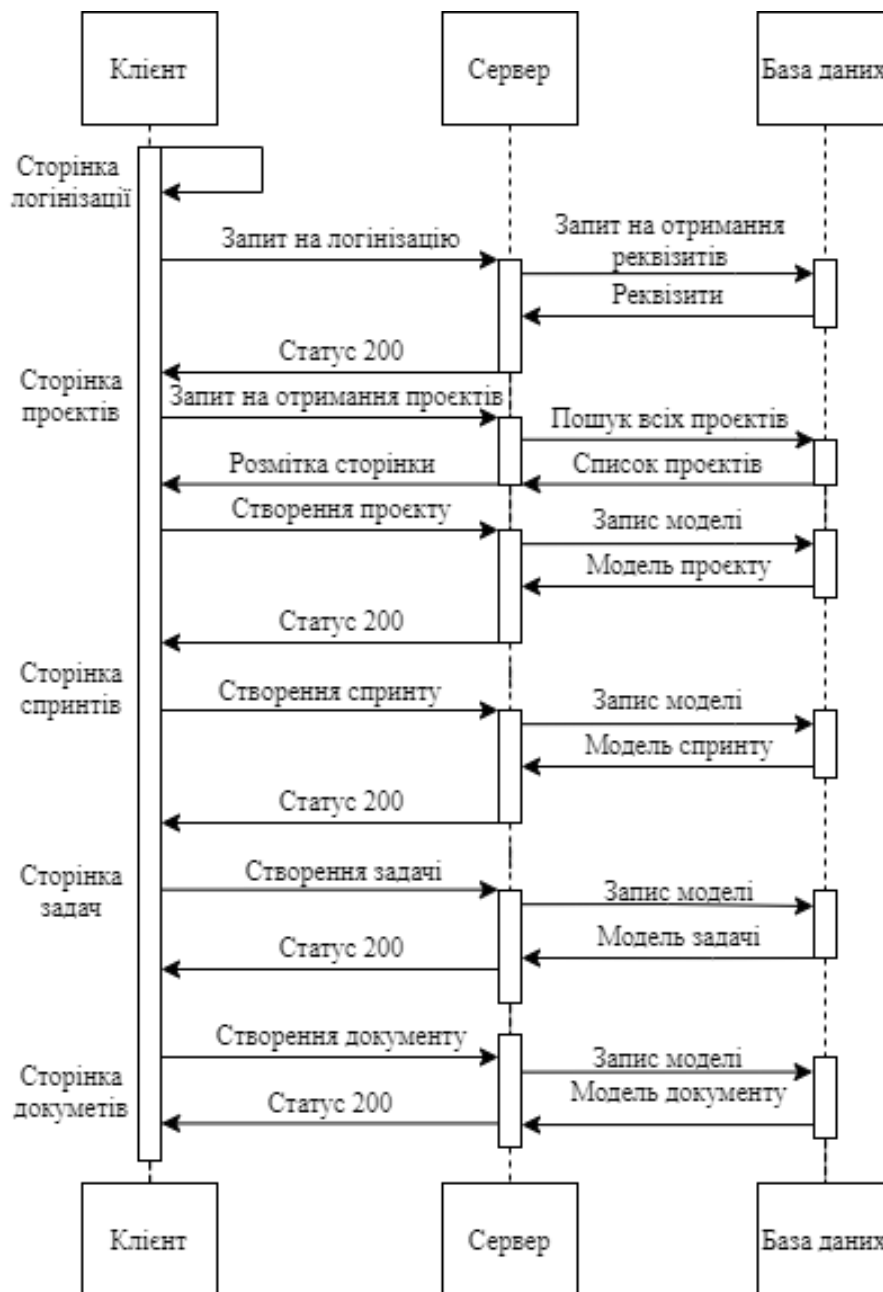 Клієнт
Сервер
База даних
Сторінка
логінізації
Запит на логінізацію
Запит на отримання
реквізитів
Реквізити
Статус 200
Сторінка
проєктів
Запит на отримання проєктів
Пошук всіх проєктів
Розмітка сторінки
Список проєктів
Створення проєкту
Запис моделі
Модель проєкту
Статус 200
Сторінка
спринтів
Створення спринту
Запис моделі
Модель спринту
Статус 200
Сторінка
задач
Створення задачі
Запис моделі
Модель задачі
Статус 200
Створення документу
Запис моделі
Сторінка
докуметів
Статус 200
Модель документу
Клієнт
Сервер
База даних